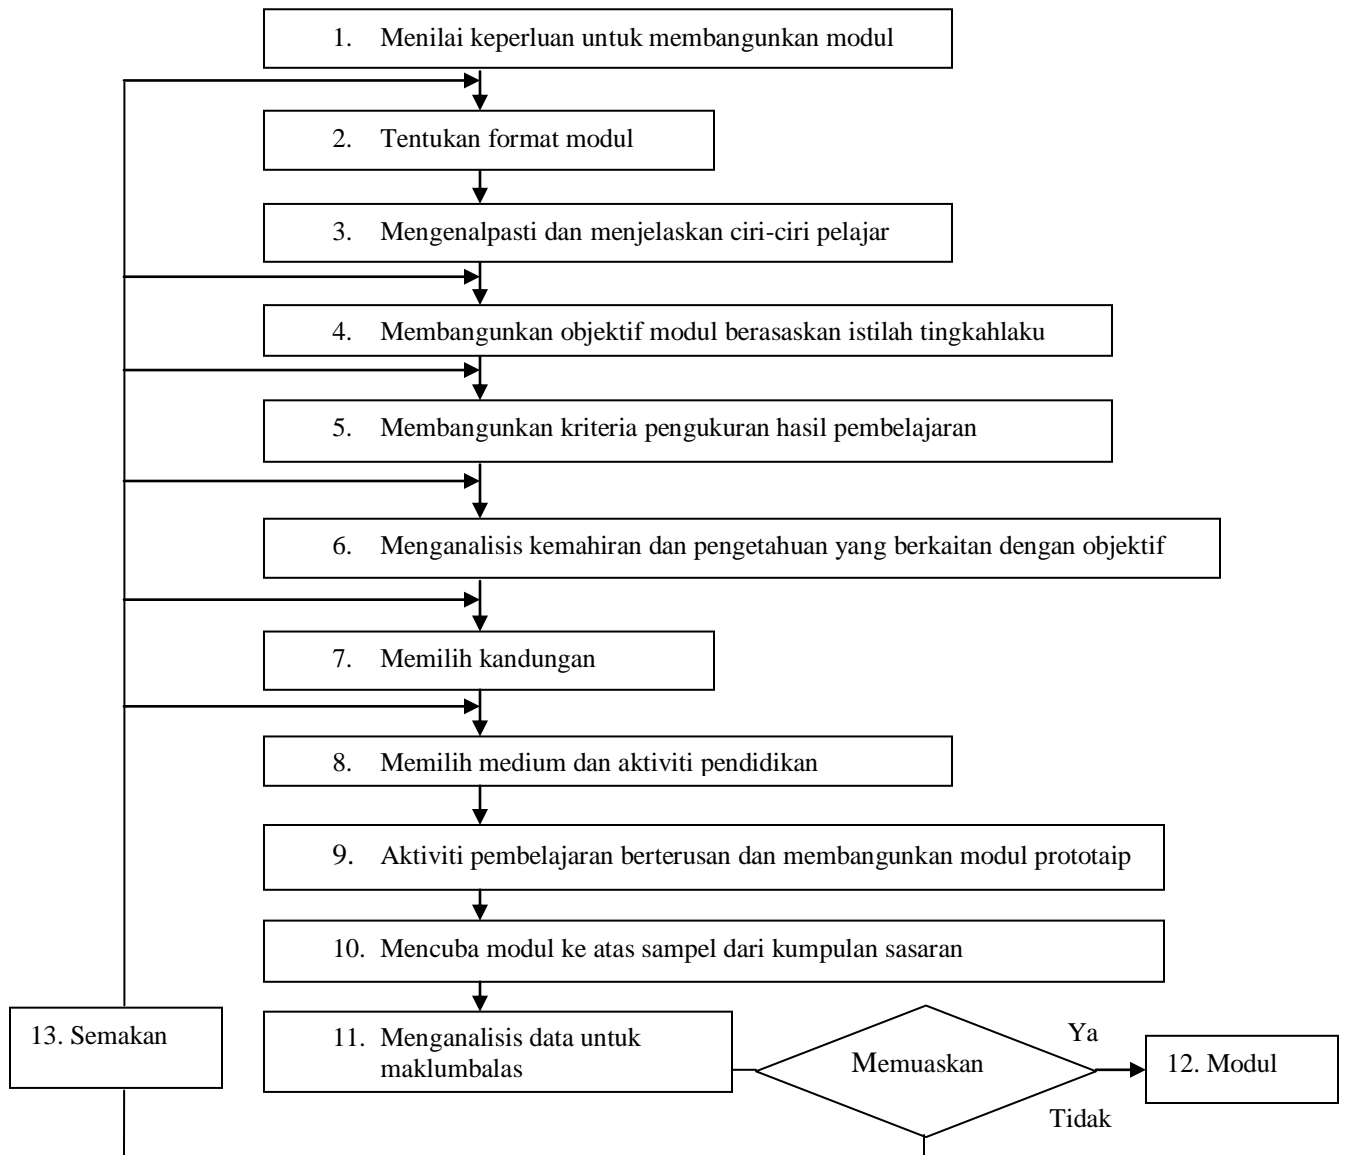 1. Menilai keperluan untuk membangunkan modul
2. Tentukan format modul
3. Mengenalpasti dan menjelaskan ciri-ciri pelajar
4. Membangunkan objektif modul berasaskan istilah tingkahlaku
5. Membangunkan kriteria pengukuran hasil pembelajaran
6. Menganalisis kemahiran dan pengetahuan yang berkaitan dengan objektif
7. Memilih kandungan
8. Memilih medium dan aktiviti pendidikan
9. Aktiviti pembelajaran berterusan dan membangunkan modul prototaip
10. Mencuba modul ke atas sampel dari kumpulan sasaran
11. Menganalisis data untuk
maklumbalas
Memuaskan
Ya
12. Modul
Tidak
13. Semakan